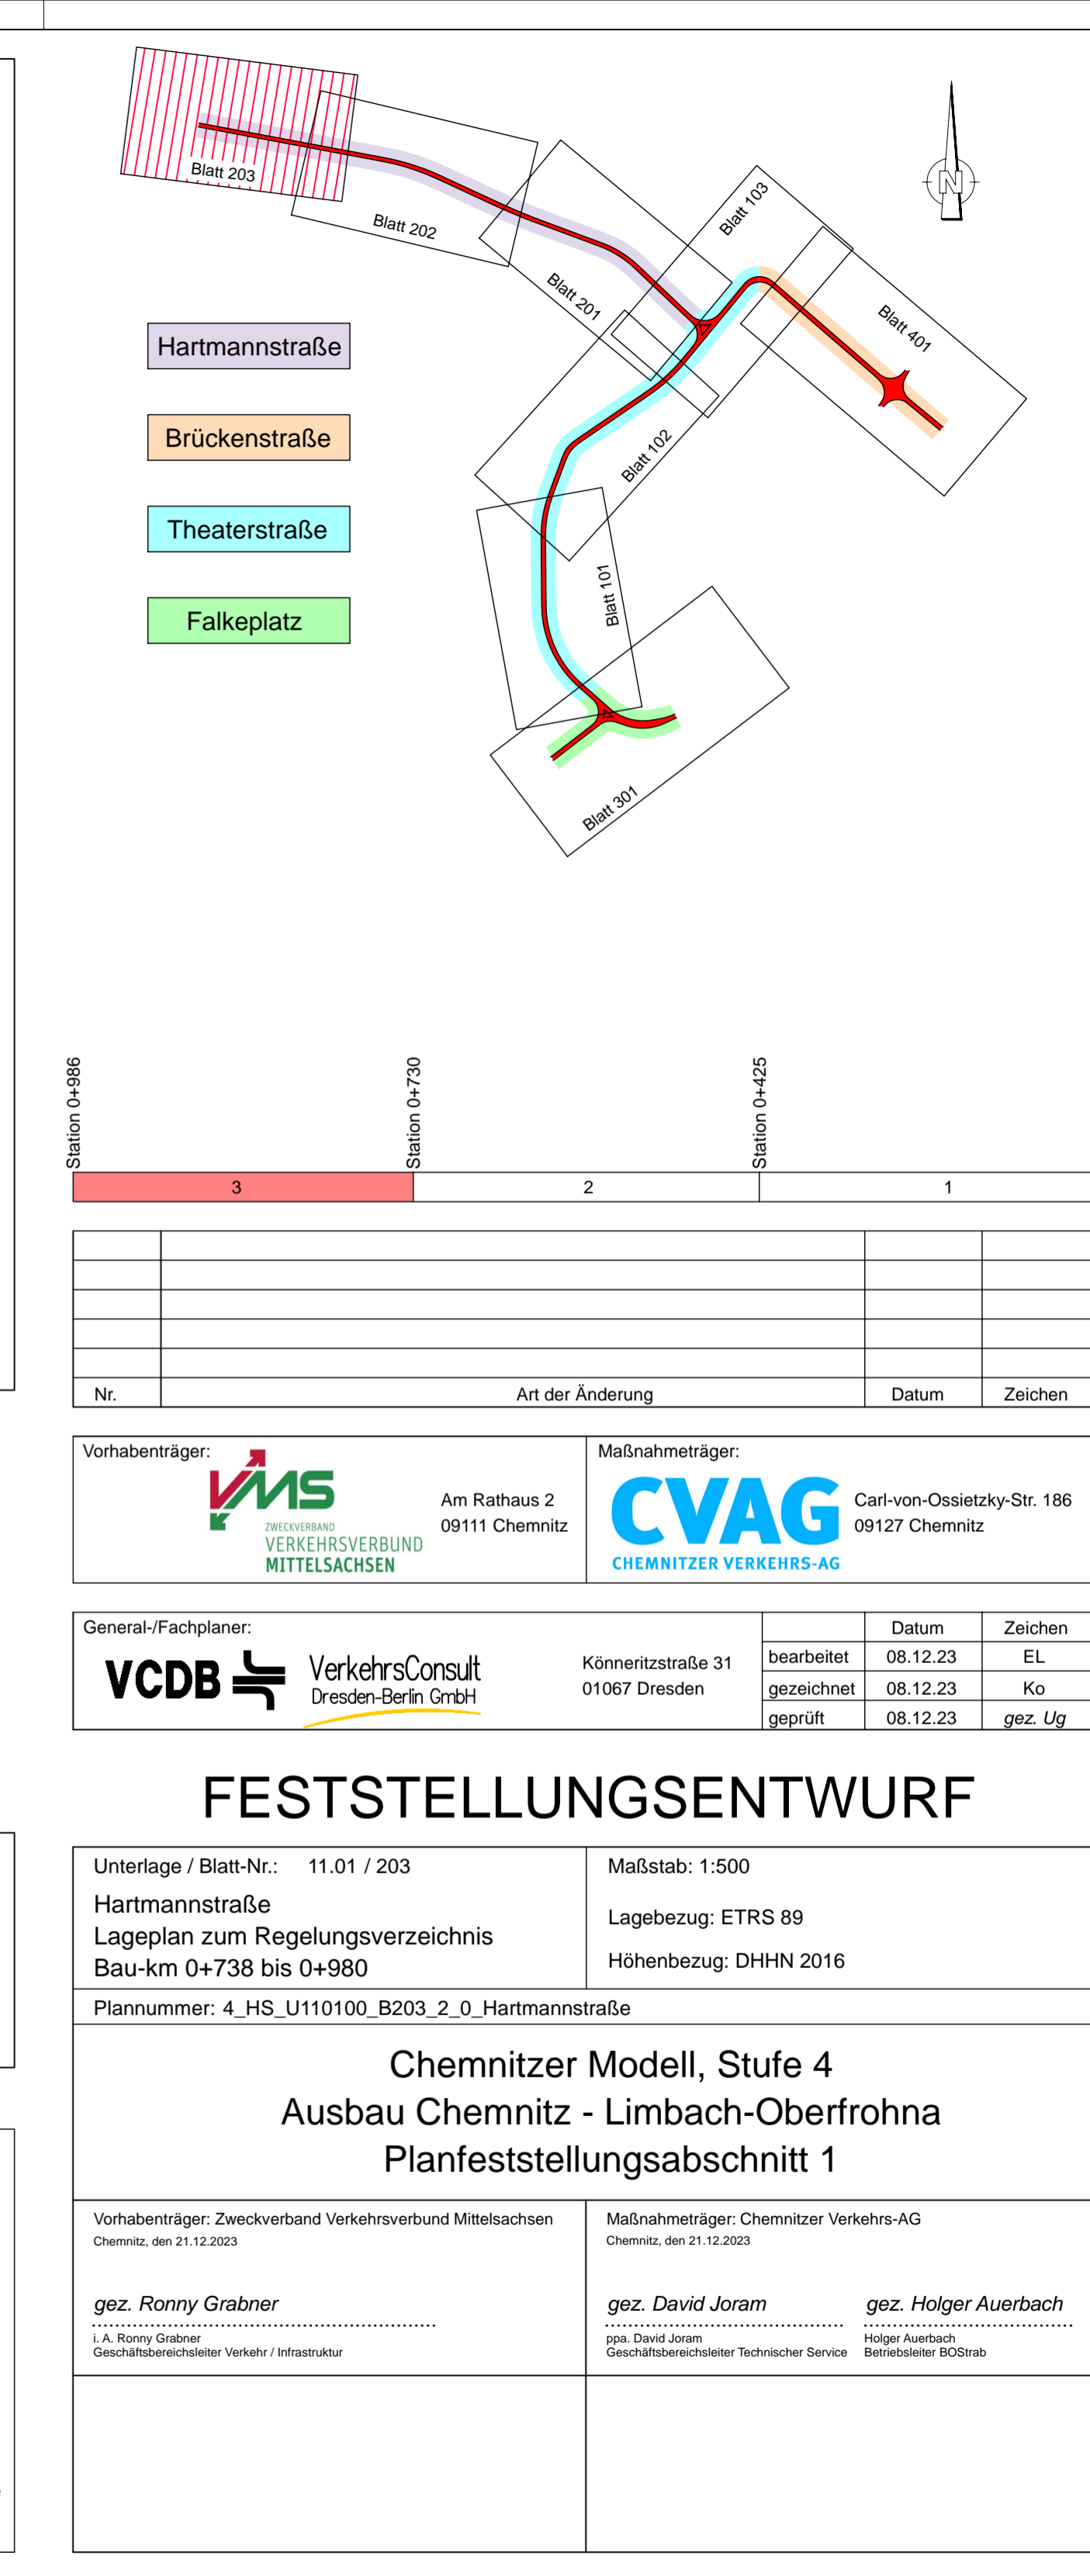 Blatt 203
Blatt 202
Blatt 201
Blatt 103
Blatt 401
Blatt 102
Blatt 101
Blatt 301
N
Hartmannstraße
Brückenstraße
Theaterstraße
Falkeplatz
Station 0+986
Station 0+730
Station 0+425
3 2 1
Nr. Art der Änderung Datum Zeichen
Vorhabenträger:
VMS
ZWECKVERBAND
VERKEHRSVERBUND
MITTELSACHSEN
Am Rathaus 2
09111 Chemnitz
Maßnahmeträger:
CVAG
CHEMNITZER VERKEHRS-AG
Carl-von-Ossietzky-Str. 186
09127 Chemnitz
General-/Fachplaner:
VCDB VerkehrsConsult
Dresden-Berlin GmbH
Könneritzstraße 31
01067 Dresden
Datum Zeichen
bearbeitet 08.12.23 EL
gezeichnet 08.12.23 Ko
geprüft 08.12.23 gez. Ug
FESTSTELLUNGSENTWURF
Unterlage / Blatt-Nr.: 11.01 / 203
Hartmannstraße
Lageplan zum Regelungsverzeichnis
Bau-km 0+738 bis 0+980
Maßstab: 1:500
Lagebezug: ETRS 89
Höhenbezug: DHHN 2016
Plannummer: 4_HS_U110100_B203_2_0_Hartmannstraße
Chemnitzer Modell, Stufe 4
Ausbau Chemnitz - Limbach-Oberfrohna
Planfeststellungsabschnitt 1
Vorhabenträger: Zweckverband Verkehrsverbund Mittelsachsen
Chemnitz, den 21.12.2023
gez. Ronny Grabner
i. A. Ronny Grabner
Geschäftsbereichsleiter Verkehr / Infrastruktur
Maßnahmeträger: Chemnitzer Verkehrs-AG
Chemnitz, den 21.12.2023
gez. David Joram
ppa. David Joram
Geschäftsbereichsleiter Technischer Service
gez. Holger Auerbach
Holger Auerbach
Betriebsleiter BOStrab